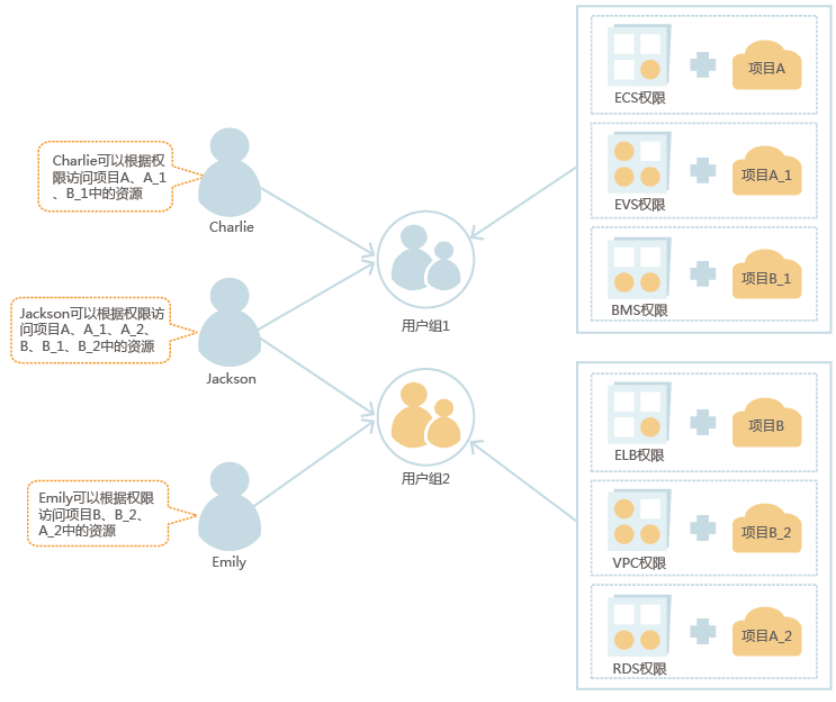 Charlie可以根据权
限访问项目A、A_1
、B_1中的资源
Charlie
Jackson可以根据权限访
问项目A、A_1、A_2、
B、B_1、B_2中的资源
Jackson
Emily可以根据权限
访问项目B、B_2、
A_2中的资源
Emily
用户组1
用户组2
项目A
ECS权限
项目A_1
EVS权限
项目B_1
BMS权限
项目B
ELB权限
项目B_2
VPC权限
项目A_2
RDS权限